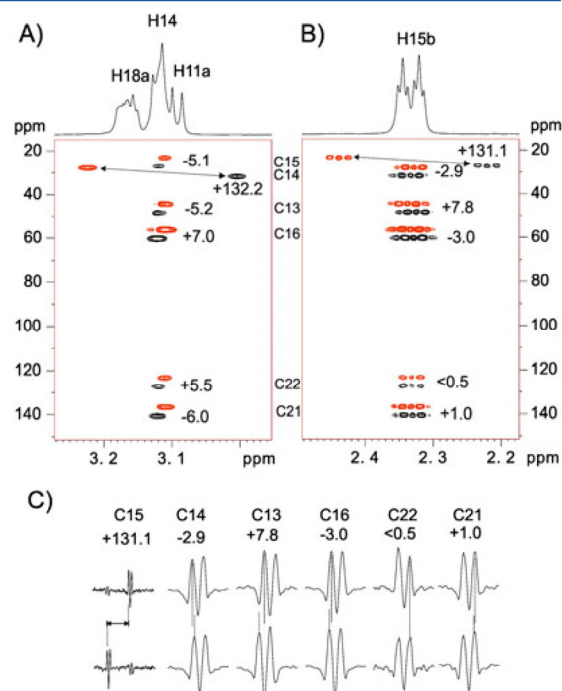 A)
B)
H14
H18a
H11a
H15b
ppm
20
40
60
80
100
120
140
-5.1
+132.2
-5.2
+7.0
+5.5
-6.0
3.2
3.1
ppm
C15
C14
C13
C16
C22
C21
ppm
20
40
60
80
100
120
140
+131.1
-2.9
+7.8
-3.0
<0.5
+1.0
2.4
2.3
2.2
ppm
C)
C15 C14 C13 C16 C22 C21
+131.1 -2.9 +7.8 -3.0 <0.5 +1.0